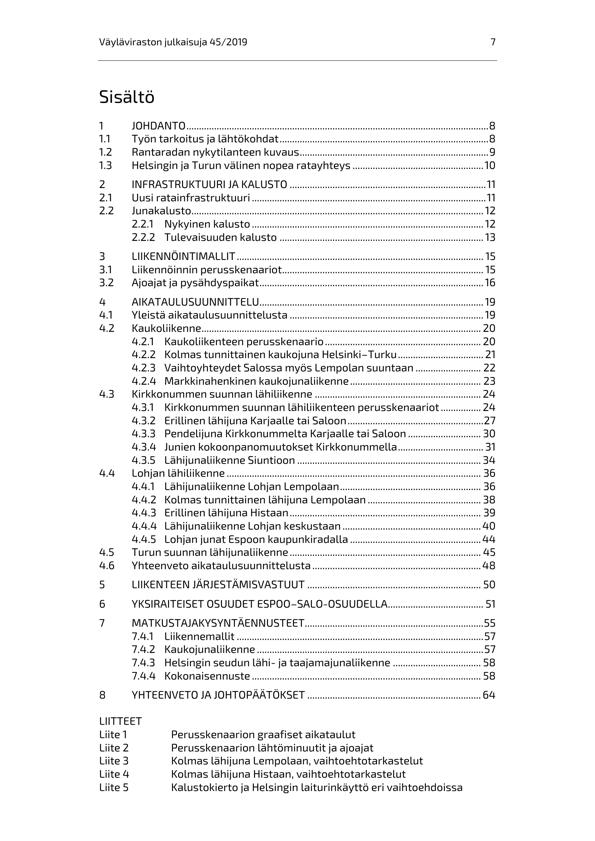 Väyläviraston julkaisuja 45/2019 7
Sisältö
1 JOHDANTO 8
1.1 Työn tarkoitus ja lähtökohdat 8
1.2 Rantaradan nykytilanteen kuvaus 9
1.3 Helsingin ja Turun välinen nopea ratayhteys 10
2 INFRASTRUKTUURI JA KALUSTO 11
2.1 Uusi ratainfrastruktuuri 11
2.2 Junakalusto 12
2.2.1 Nykyinen kalusto 12
2.2.2 Tulevaisuuden kalusto 13
3 LIIKENNÖINTIMALLIT 15
3.1 Liikennöinnin perusskenaariot 15
3.2 Ajoajat ja pysähdyspaikat 16
4 AIKATAULUSUUNNITTELU 19
4.1 Yleistä aikataulusuunnittelusta 19
4.2 Kaukoliikenne 20
4.2.1 Kaukoliikenteen perusskenaario 20
4.2.2 Kolmas tunnittainen kaukojuna Helsinki–Turku 21
4.2.3 Vaihtoyhteydet Salossa myös Lempolan suuntaan 22
4.2.4 Markkinahenkinen kaukojunaliikenne 23
4.3 Kirkkonummen suunnan lähiliikenne 24
4.3.1 Kirkkonummen suunnan lähiliikenteen perusskenaariot 24
4.3.2 Erillinen lähijuna Karjaalle tai Saloon 27
4.3.3 Pendelijuna Kirkkonummelta Karjaalle tai Saloon 30
4.3.4 Junien kokoonpanomuutokset Kirkkonummella 31
4.3.5 Lähijunaliikenne Siuntioon 34
4.4 Lohjan lähiliikenne 36
4.4.1 Lähijunaliikenne Lohjan Lempolaan 36
4.4.2 Kolmas tunnittainen lähijuna Lempolaan 38
4.4.3 Erillinen lähijuna Histaan 39
4.4.4 Lähijunaliikenne Lohjan keskustaan 40
4.4.5 Lohjan junat Espoon kaupunkiradalla 44
4.5 Turun suunnan lähijunaliikenne 45
4.6 Yhteenveto aikataulusuunnittelusta 48
5 LIIKENTEEN JÄRJESTÄMISVASTUUT 50
6 YKSIRAITEISET OSUUDET ESPOO–SALO-OSUUDELLA 51
7 MATKUSTAJAKYSYNTÄENNUSTEET 55
7.4.1 Liikennemallit 57
7.4.2 Kaukojunaliikenne 57
7.4.3 Helsingin seudun lähi- ja taajamajunaliikenne 58
7.4.4 Kokonaisennuste 58
8 YHTEENVETO JA JOHTOPÄÄTÖKSET 64
LIITTEET
Liite 1 Perusskenaarion graafiset aikataulut
Liite 2 Perusskenaarion lähtöminuutit ja ajoajat
Liite 3 Kolmas lähijuna Lempolaan, vaihtoehtotarkastelut
Liite 4 Kolmas lähijuna Histaan, vaihtoehtotarkastelut
Liite 5 Kalustokierto ja Helsingin laiturinkäyttö eri vaihtoehdoissa